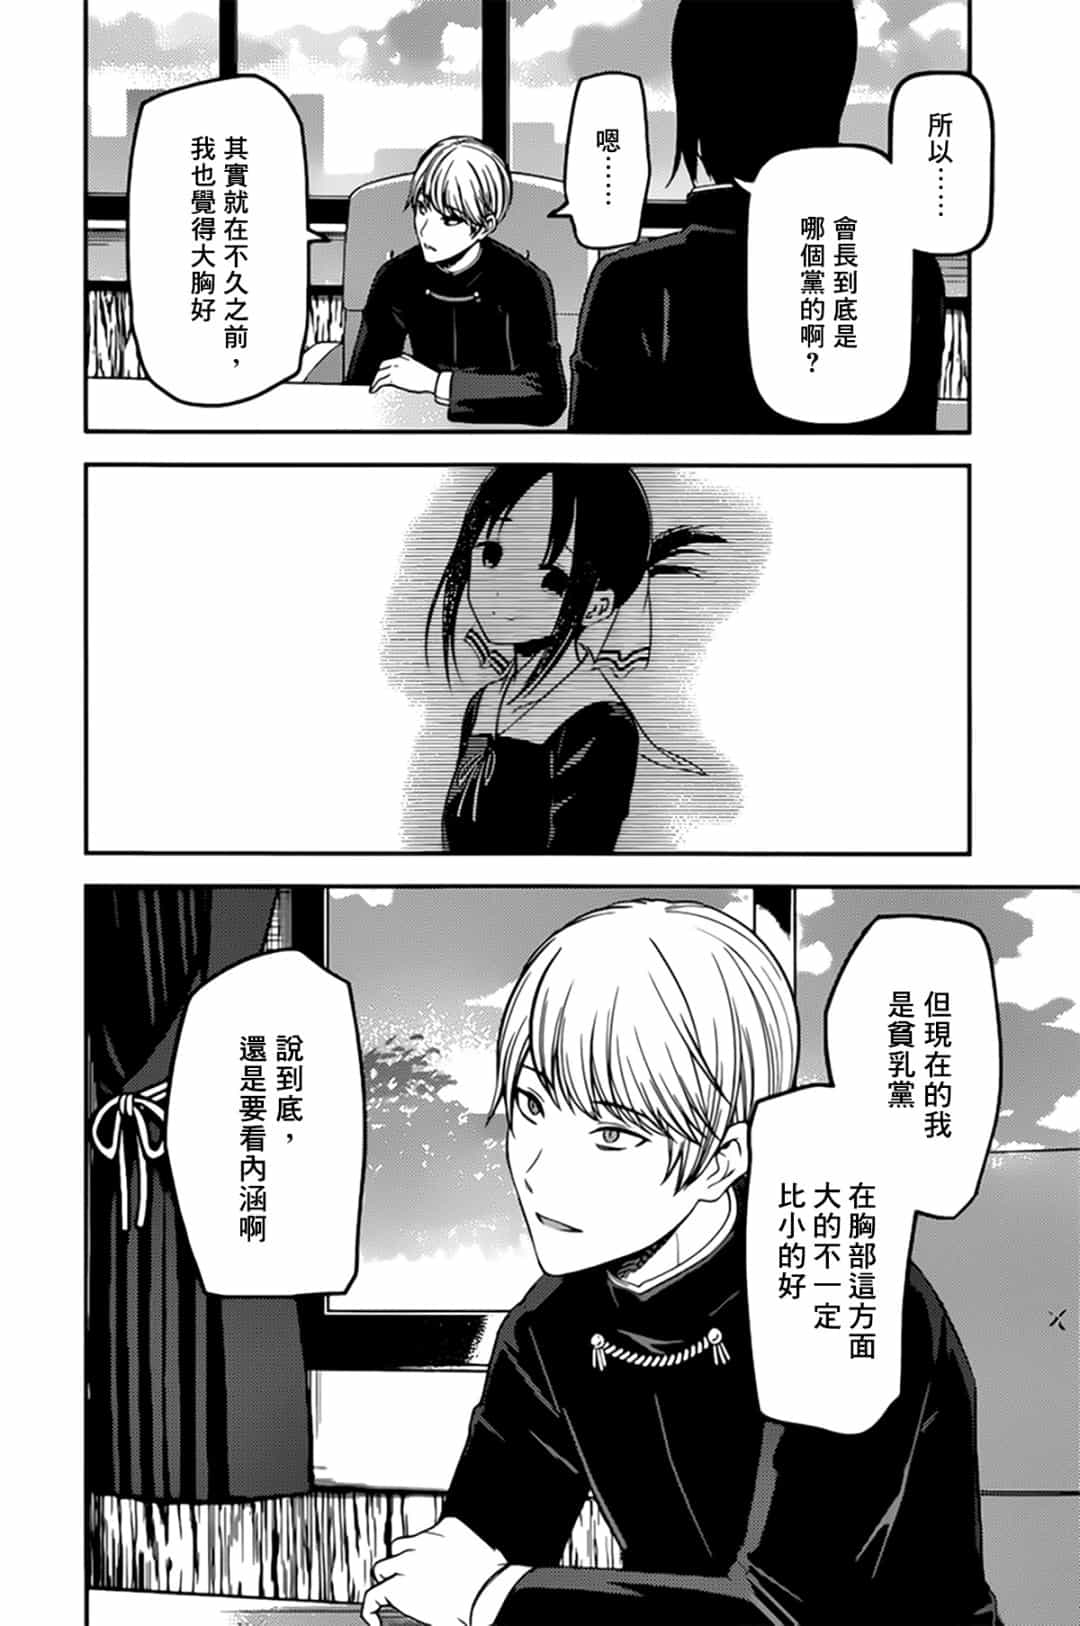 所以……
會長到底是
哪個黨的啊？
嗯……
其實就在不久之前，
我也覺得大胸好
但現在的我
是貧乳黨
在胸部這方面
大的不一定
比小的好
說到底，
還是要看內涵啊